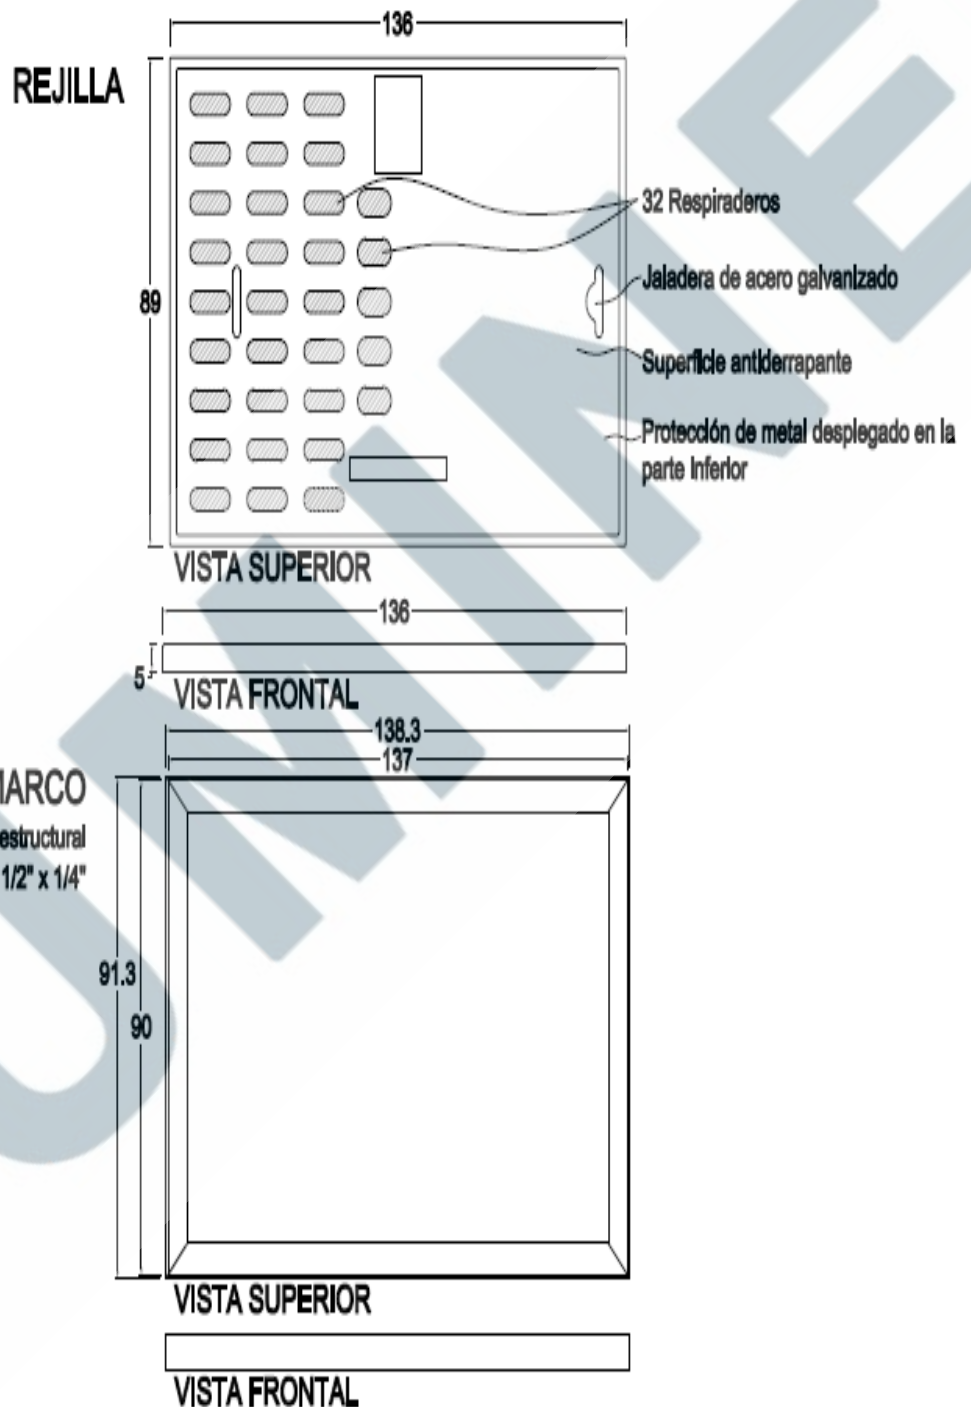 136
REJILLA
32 Respiraderos
Jaladera de acero galvanizado
89
Superficie antiderrapante
Protección de metal desplegado en la
parte inferior
VISTA SUPERIOR
136
5
VISTA FRONTAL
138.3
137
MARCO
estructural
1/2" x 1/4"
91.3
90
VISTA SUPERIOR
VISTA FRONTAL
UMINE